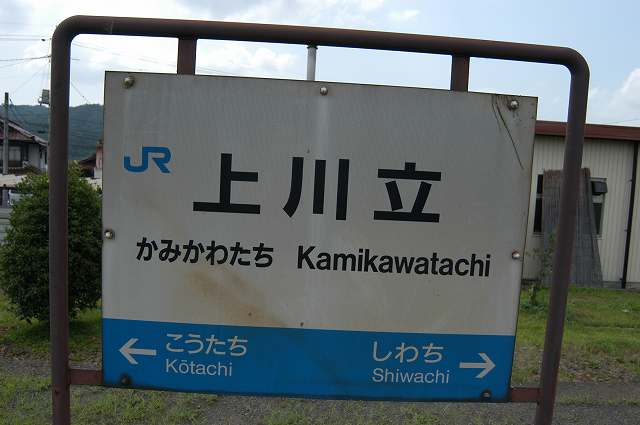 JR 上川立
かみかわたち Kamikawatachi
← こうたち しわち →
Kōtachi Shiwachi